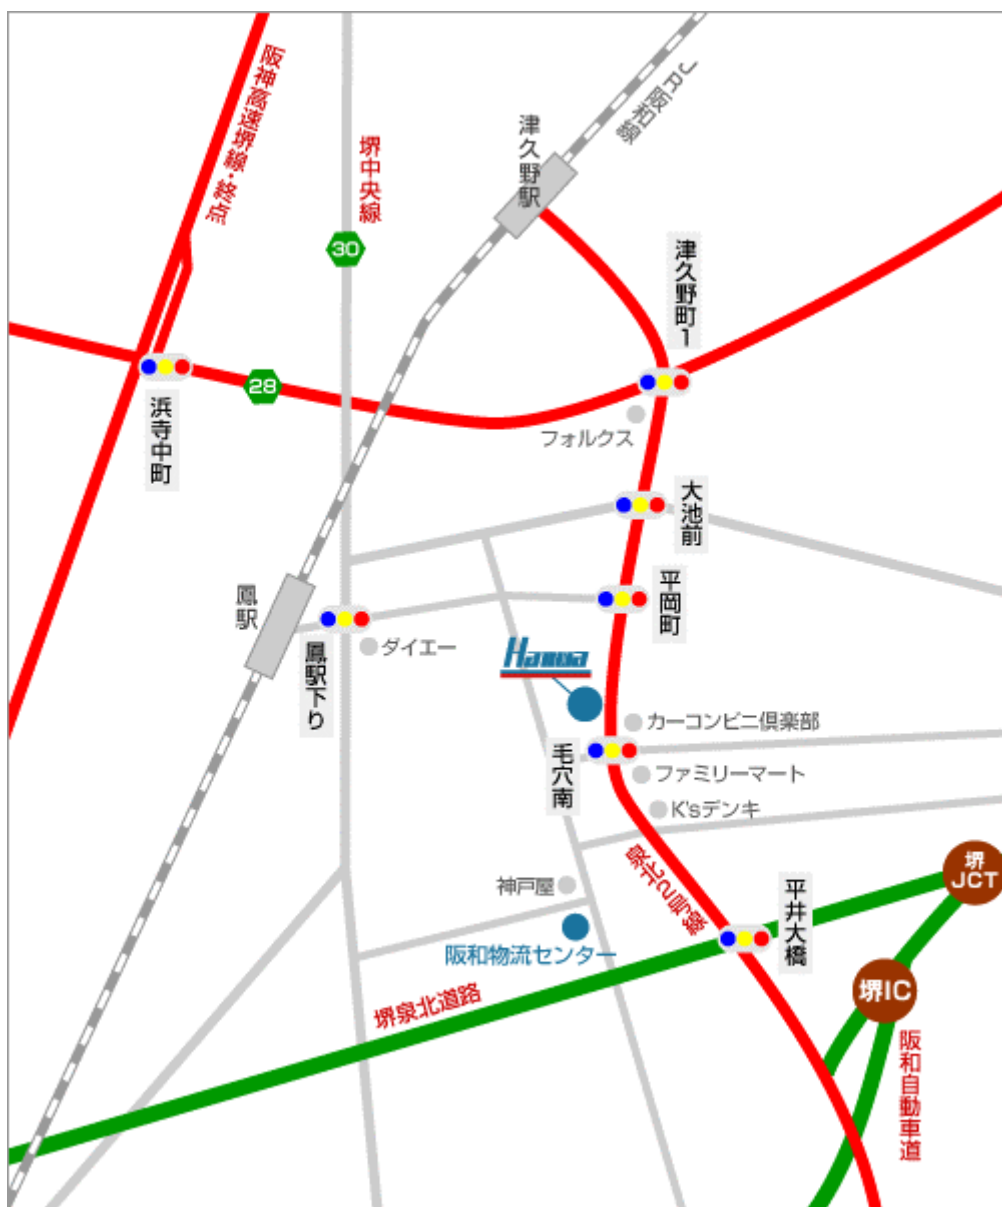 阪神高速堺線・終点
堺中央線
津久野駅
JR阪和線
30
津久野町1
28
浜寺中町
フォルクス
大池前
鳳駅
平岡町
鳳駅下り
ダイエー
Hanwa
カーコンビニ倶楽部
毛穴南
ファミリーマート
K'sデンキ
泉北2号線
堺
JCT
神戸屋
平井大橋
阪和物流センター
堺IC
堺泉北道路
阪和自動車道